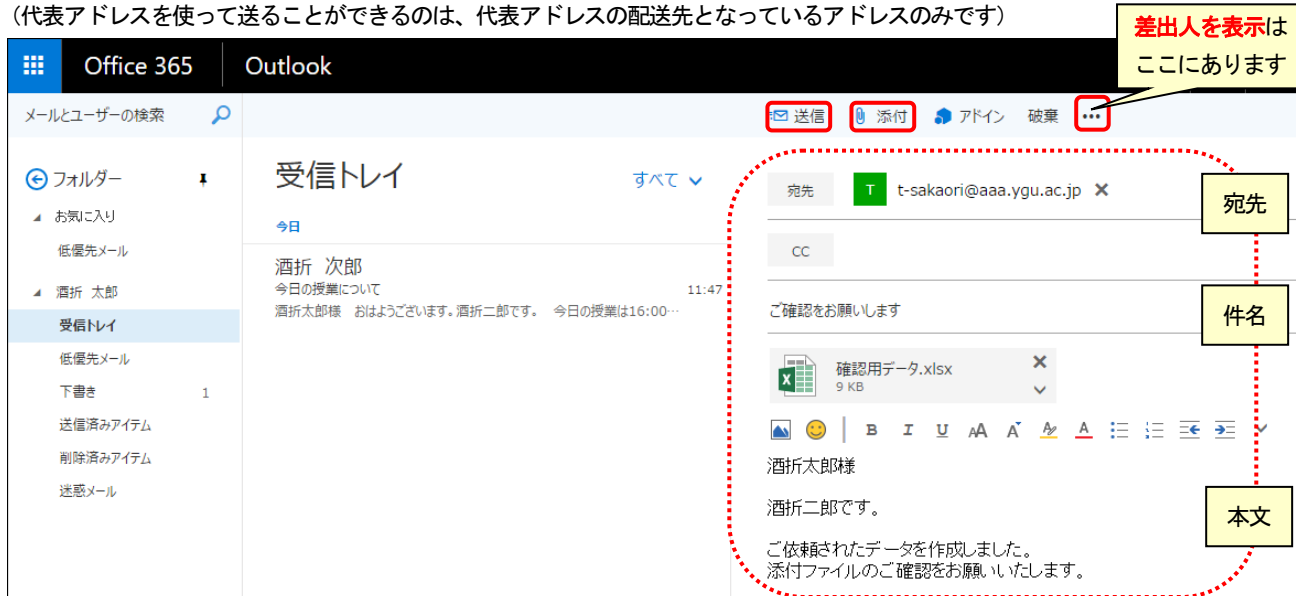 （代表アドレスを使って送ることができるのは、代表アドレスの配送先となっているアドレスのみです）
差出人を表示は
ここにあります
Office 365
Outlook
メールとユーザーの検索
送信
添付
アドイン
破棄
フォルダー
お気に入り
低優先メール
酒折 太郎
受信トレイ
低優先メール
下書き 1
送信済みアイテム
削除済みアイテム
迷惑メール
受信トレイ
すべて
今日
酒折 次郎
今日の授業について 11:47
酒折太郎様 おはようございます。酒折二郎です。 今日の授業は16:00…
宛先 T t-sakaori@aaa.ygu.ac.jp
宛先
CC
ご確認をお願いします
件名
確認用データ.xlsx
9 KB
B I U AA A A
酒折太郎様
酒折二郎です。
本文
ご依頼されたデータを作成しました。
添付ファイルのご確認をお願いいたします。